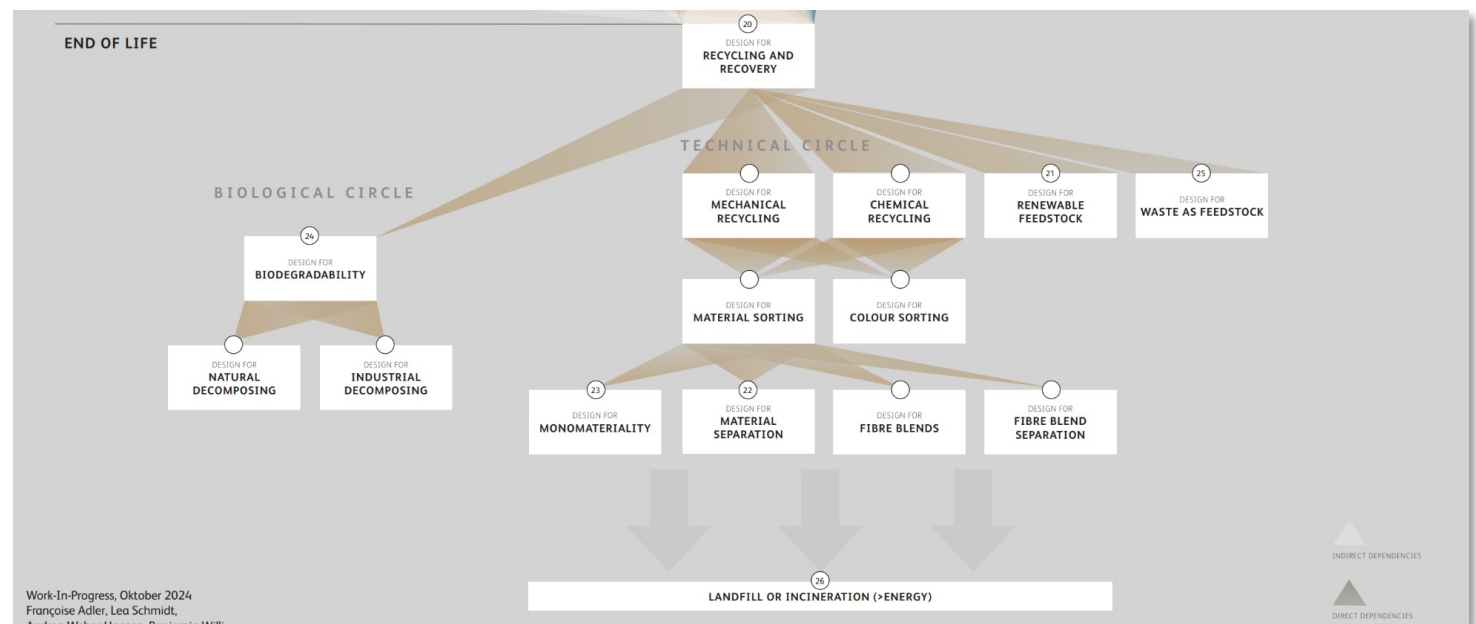 END OF LIFE
20
DESIGN FOR
RECYCLING AND
RECOVERY
TECHNICAL CIRCLE
BIOLOGICAL CIRCLE
DESIGN FOR
MECHANICAL
RECYCLING
DESIGN FOR
CHEMICAL
RECYCLING
21
DESIGN FOR
RENEWABLE
FEEDSTOCK
25
DESIGN FOR
WASTE AS FEEDSTOCK
24
DESIGN FOR
BIODEGRADABILITY
DESIGN FOR
MATERIAL SORTING
DESIGN FOR
COLOUR SORTING
DESIGN FOR
NATURAL
DECOMPOSING
DESIGN FOR
INDUSTRIAL
DECOMPOSING
23
DESIGN FOR
MONOMATERIALITY
22
DESIGN FOR
MATERIAL
SEPARATION
DESIGN FOR
FIBRE BLENDS
DESIGN FOR
FIBRE BLEND
SEPARATION
INDIRECT DEPENDENCIES
26
LANDFILL OR INCINERATION (>ENERGY)
DIRECT DEPENDENCIES
Work-In-Progress, Oktober 2024
Françoise Adler, Lea Schmidt,